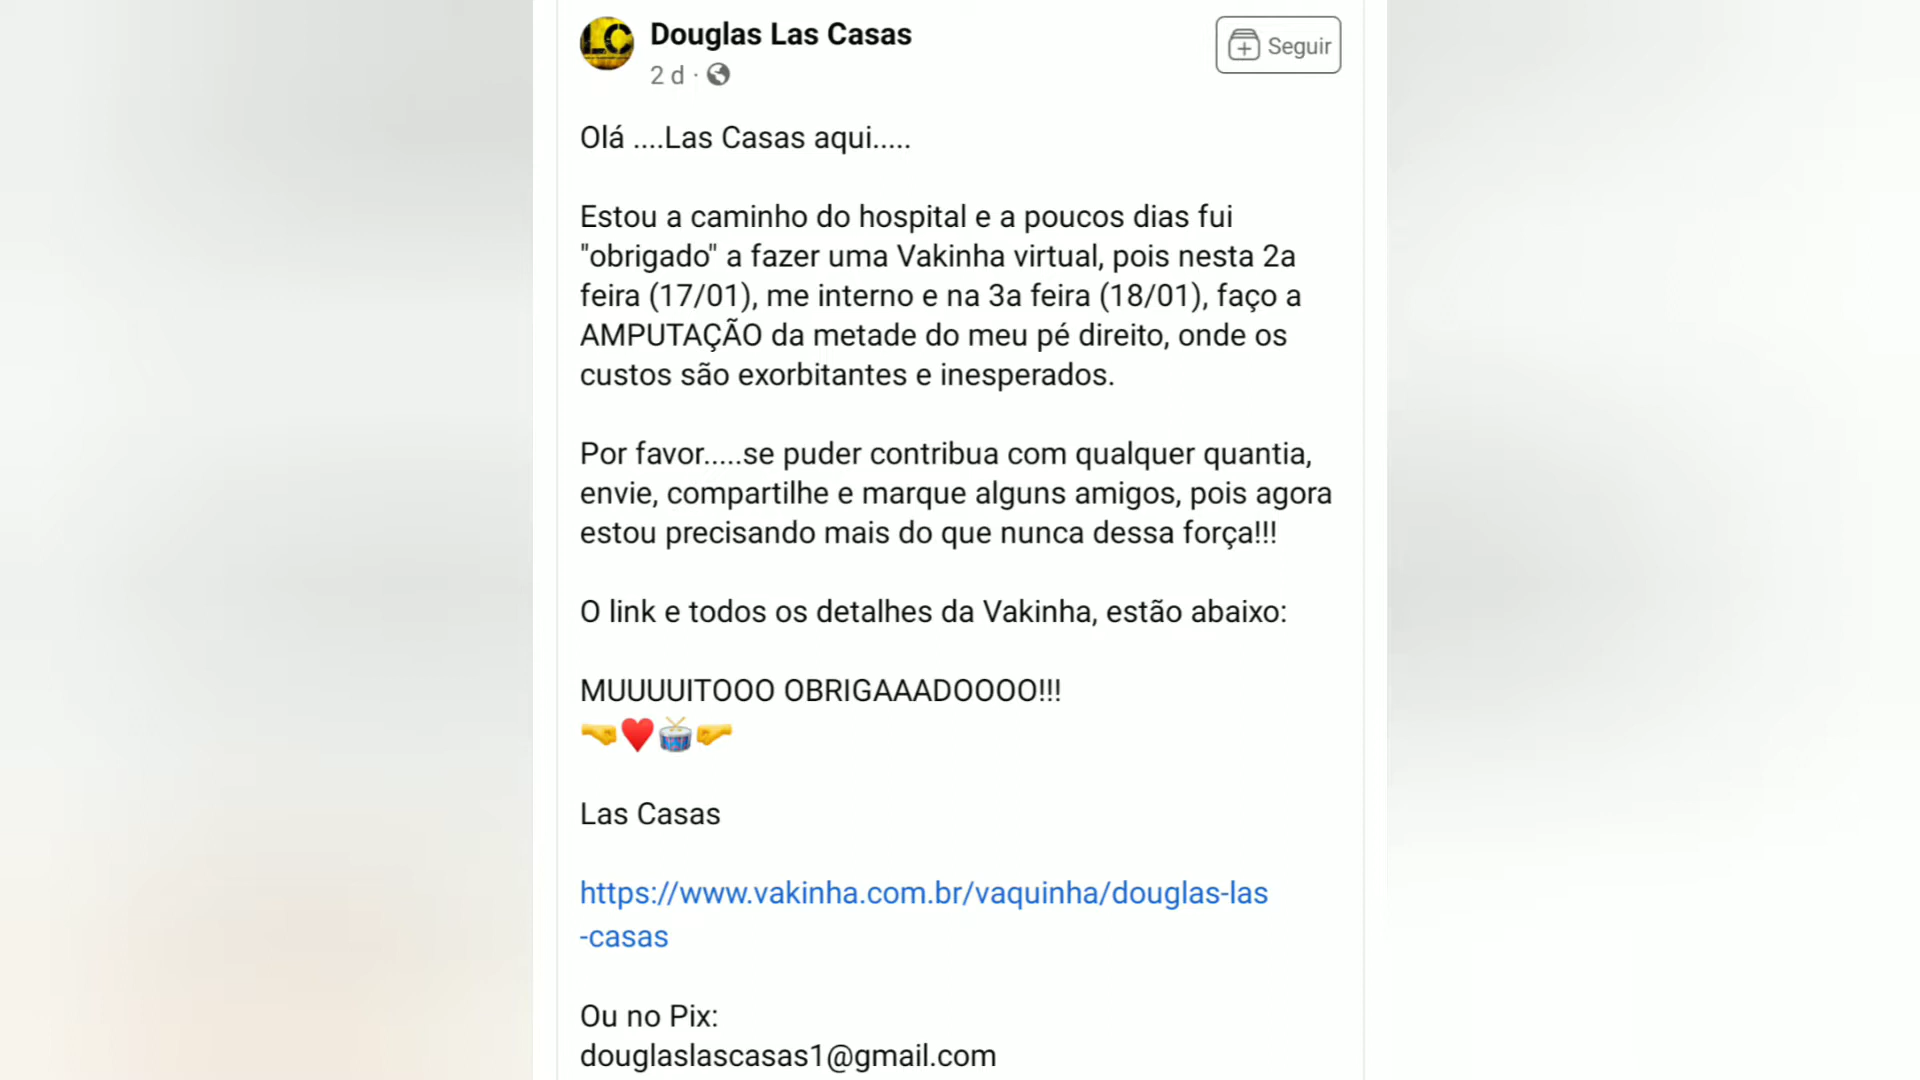 LC
Douglas Las Casas
Seguir
2 d ·
Olá ....Las Casas aqui.....
Estou a caminho do hospital e a poucos dias fui
"obrigado" a fazer uma Vakinha virtual, pois nesta 2a
feira (17/01), me interno e na 3a feira (18/01), faço a
AMPUTAÇÃO da metade do meu pé direito, onde os
custos são exorbitantes e inesperados.
Por favor.....se puder contribua com qualquer quantia,
envie, compartilhe e marque alguns amigos, pois agora
estou precisando mais do que nunca dessa força!!!
O link e todos os detalhes da Vakinha, estão abaixo:
MUUUUITOOO OBRIGAAADOOOO!!!
🤜♥️🥁🤛
Las Casas
https://www.vakinha.com.br/vaquinha/douglas-las
-casas
Ou no Pix:
douglaslascasas1@gmail.com